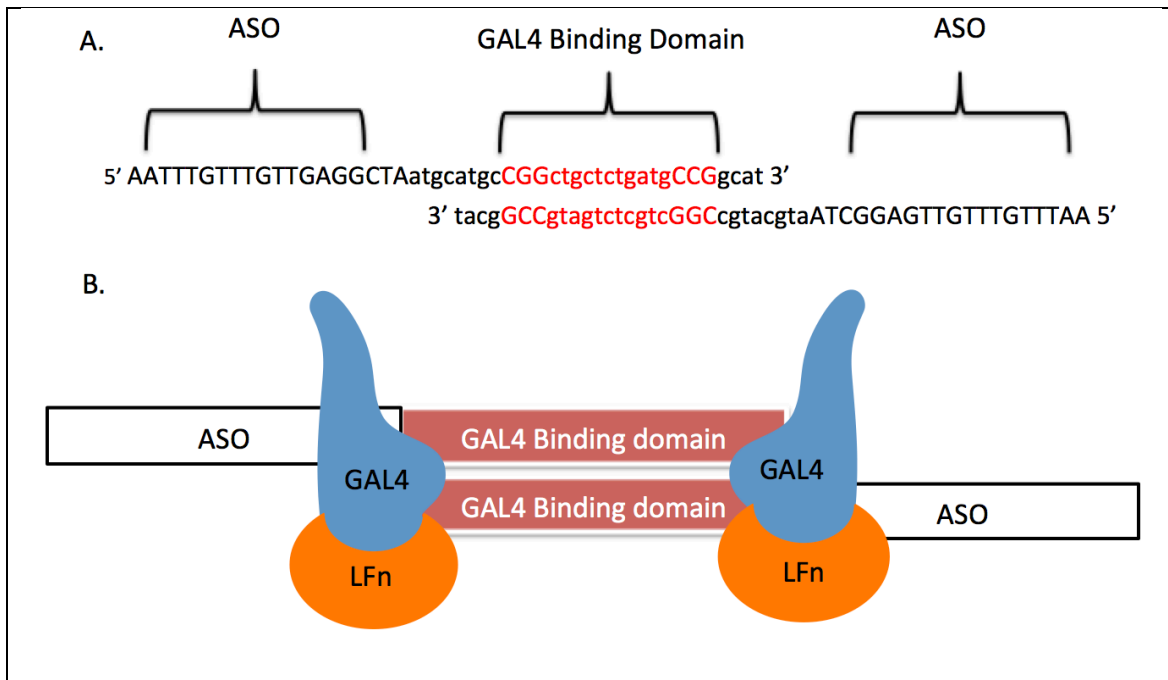 A.
ASO
GAL4 Binding Domain
ASO
5’ AATTTGTTTGTTGAGGCTAatgcatgcCGGctgctctgatgCCGgcat 3’
3’ tacgGCCgtagtctcgtcGGCcgtacgtaATCGGAGTTGTTTGTTTAA 5’
B.
ASO
GAL4 Binding domain
GAL4
GAL4
GAL4 Binding domain
ASO
LFn
LFn